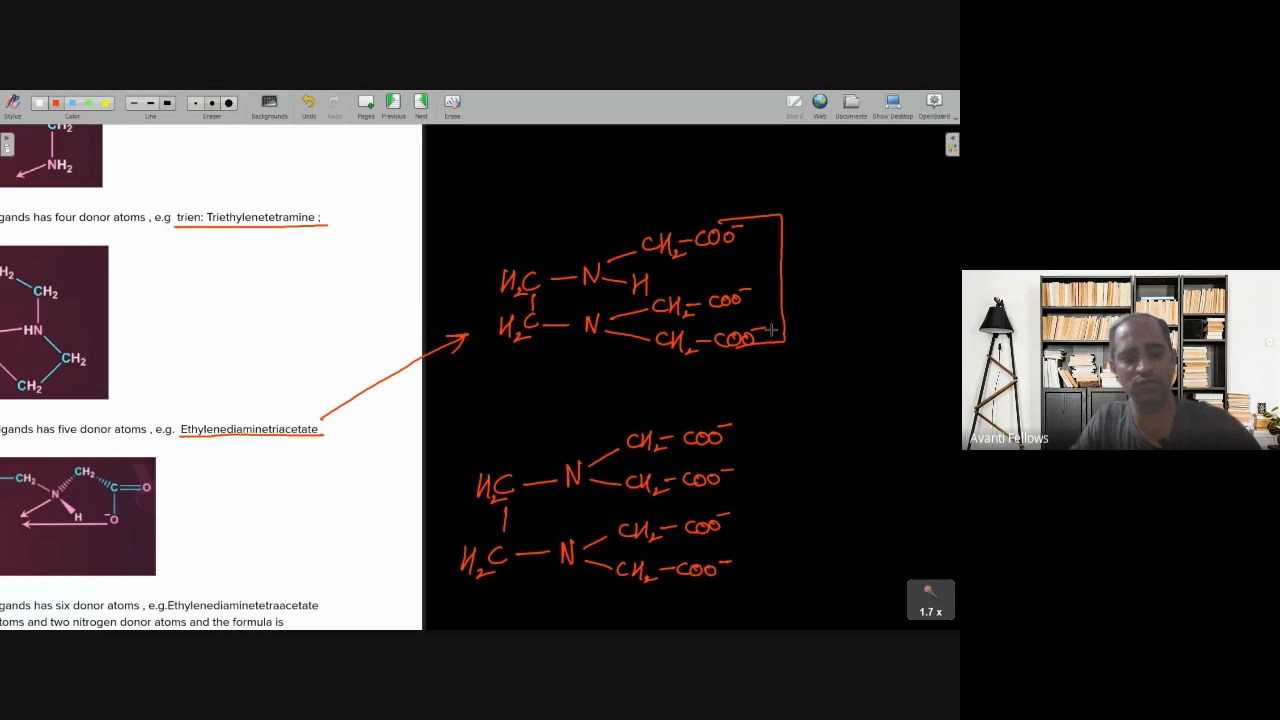 Stylus Color Line Eraser Backgrounds Undo Redo Pages Previous Next Erase Board Web Documents Show Desktop OpenBoard
CH₂
NH₂
gands has four donor atoms , e.g trien: Triethylenetetramine ;
H₂
CH₂
HN
CH₂
CH₂
igands has five donor atoms , e.g. Ethylenediaminetriacetate
CH₂ N CH₂ C O
H ⁻O
gands has six donor atoms , e.g.Ethylenediaminetetraacetate
toms and two nitrogen donor atoms and the formula is
CH₂–COO⁻
H₂C – N – H
CH₂– COO⁻
H₂C – N
CH₂–COO⁻
CH₂– COO⁻
H₂C – N
CH₂–COO⁻
CH₂– COO⁻
H₂C – N
CH₂–COO⁻
1.7 x
Avanti Fellows